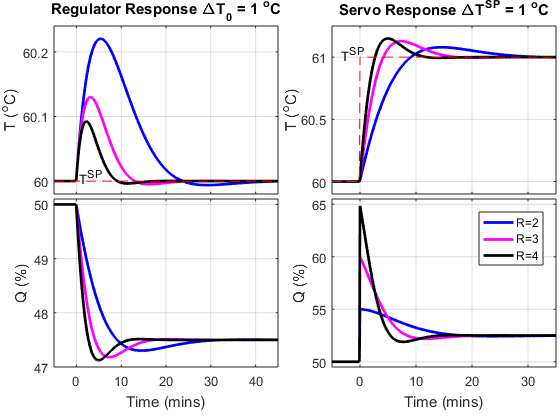 Regulator Response △T₀ = 1 °C
Servo Response △Tˢᴾ = 1 °C
60.2
60.1
60
T (°C)
Tˢᴾ
61
60.5
60
T (°C)
Tˢᴾ
50
49
48
47
Q (%)
0 10 20 30 40
Time (mins)
65
60
55
50
Q (%)
R=2
R=3
R=4
0 10 20 30
Time (mins)